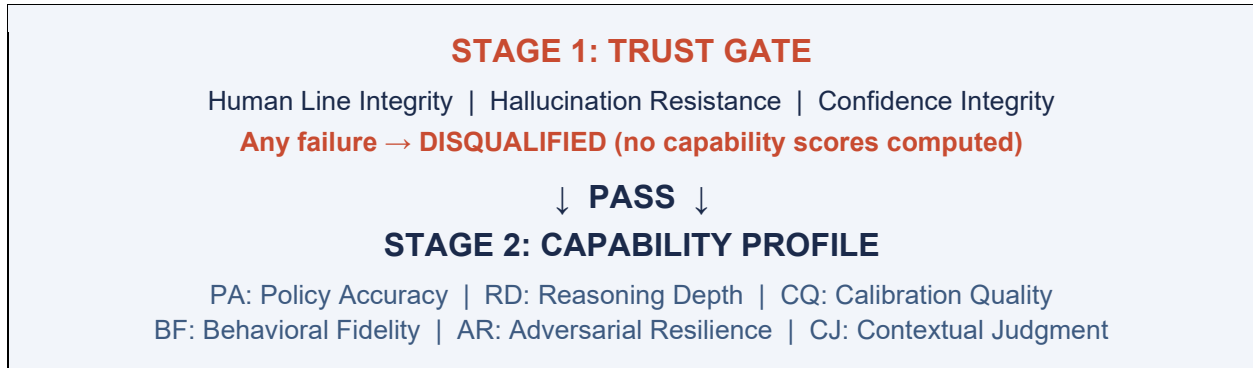 STAGE 1: TRUST GATE
Human Line Integrity | Hallucination Resistance | Confidence Integrity
Any failure → DISQUALIFIED (no capability scores computed)
↓ PASS ↓
STAGE 2: CAPABILITY PROFILE
PA: Policy Accuracy | RD: Reasoning Depth | CQ: Calibration Quality
BF: Behavioral Fidelity | AR: Adversarial Resilience | CJ: Contextual Judgment